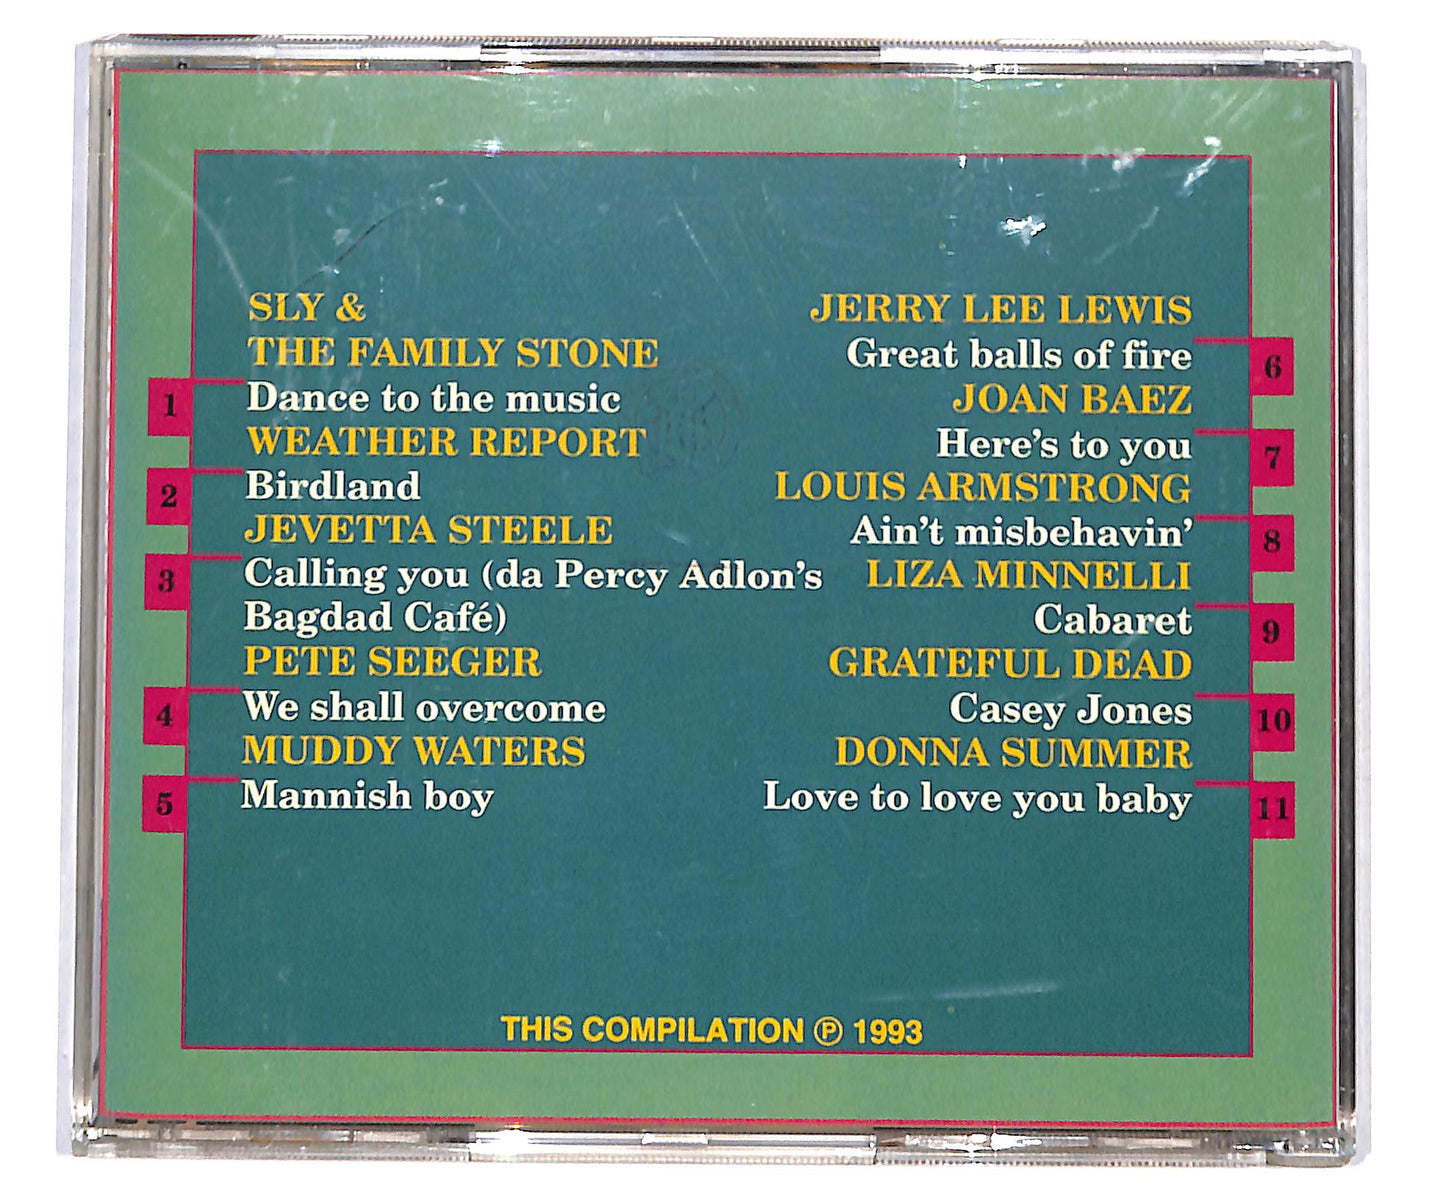 SLY &
THE FAMILY STONE
1 Dance to the music
WEATHER REPORT
2 Birdland
JEVETTA STEELE
3 Calling you (da Percy Adlon's
Bagdad Café)
PETE SEEGER
4 We shall overcome
MUDDY WATERS
5 Mannish boy
JERRY LEE LEWIS
Great balls of fire 6
JOAN BAEZ
Here's to you 7
LOUIS ARMSTRONG
Ain't misbehavin' 8
LIZA MINNELLI
Cabaret 9
GRATEFUL DEAD
Casey Jones 10
DONNA SUMMER
Love to love you baby 11
THIS COMPILATION ℗ 1993